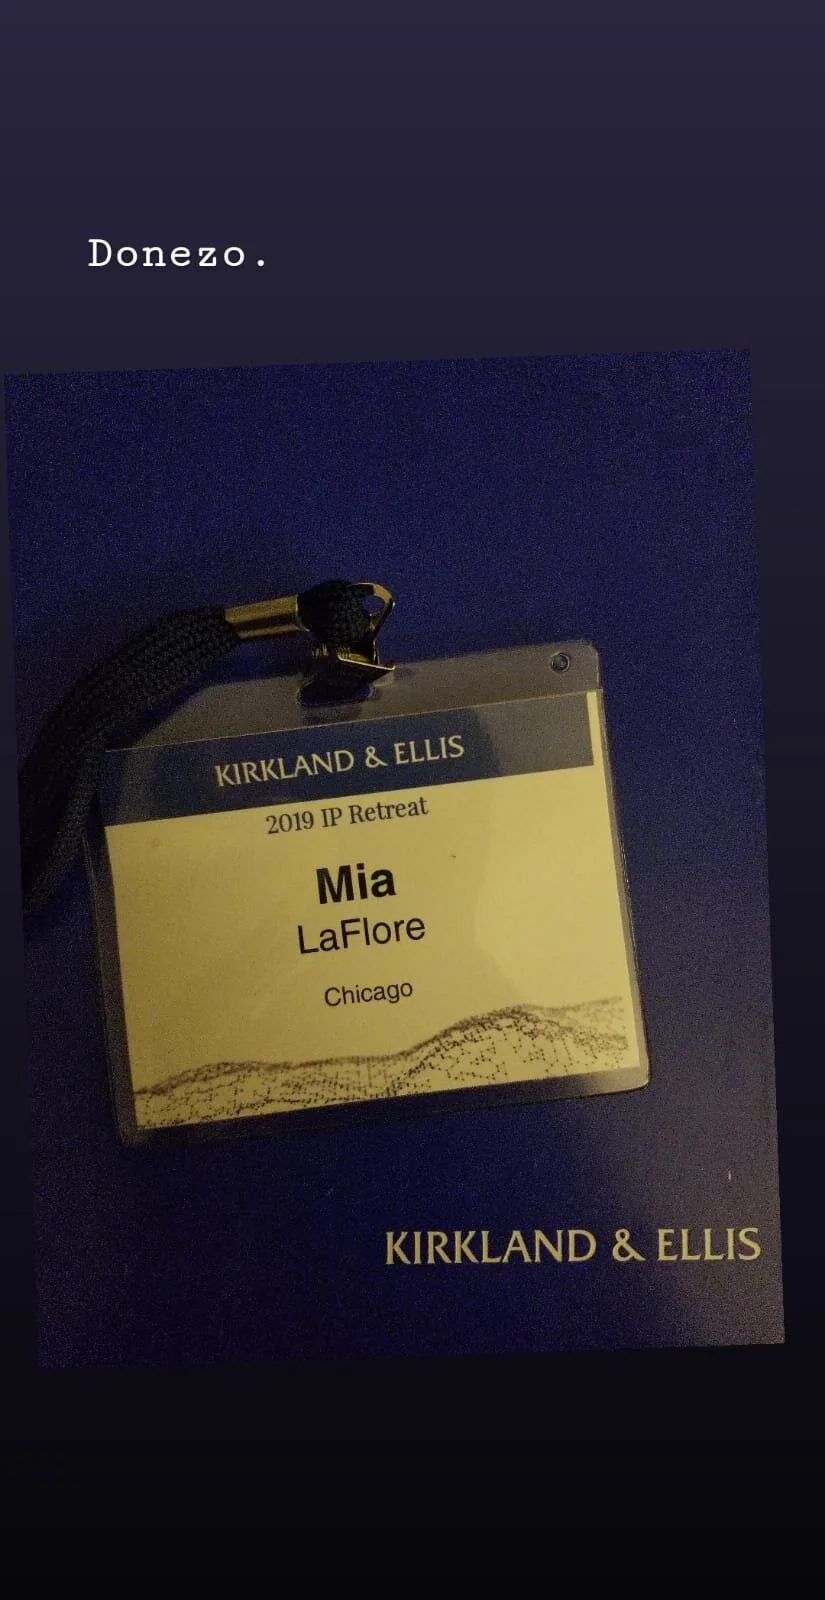 Donezo.
KIRKLAND & ELLIS
2019 IP Retreat
Mia
LaFlore
Chicago
KIRKLAND & ELLIS